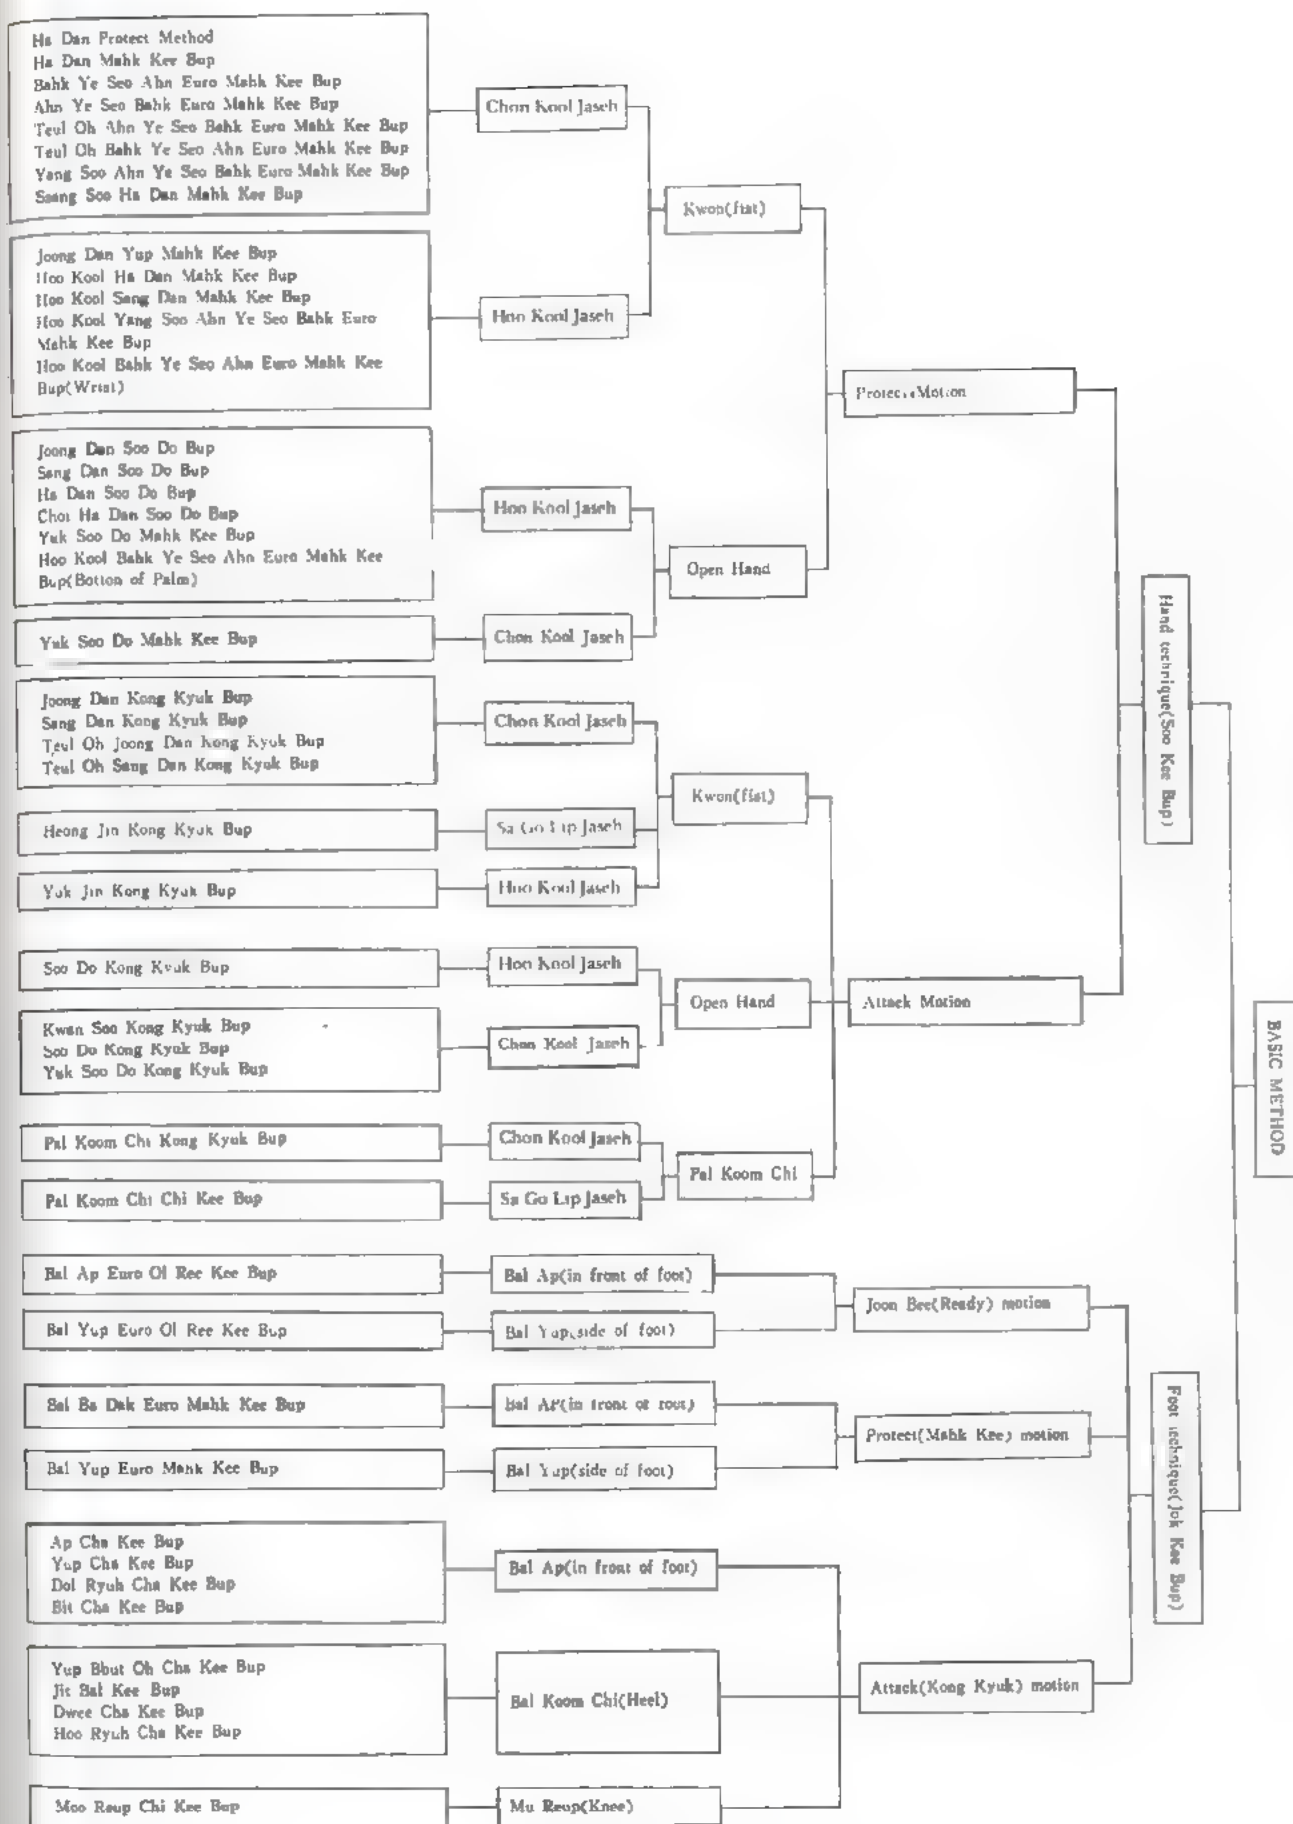 Ha Dan Protect Method
Ha Dan Mahk Kee Bup
Bahk Ye Seo Ahn Euro Mahk Kee Bup
Ahn Ye Seo Bahk Euro Mahk Kee Bup
Teul Oh Ahn Ye Seo Bahk Euro Mahk Kee Bup
Teul Oh Bahk Ye Seo Ahn Euro Mahk Kee Bup
Yang Soo Ahn Ye Seo Bahk Euro Mahk Kee Bup
Ssang Soo Ha Dan Mahk Kee Bup
Chon Kool Jaseh
Kwon(fist)
Joong Dan Yup Mahk Kee Bup
Hoo Kool Ha Dan Mahk Kee Bup
Hoo Kool Sang Dan Mahk Kee Bup
Hoo Kool Yang Soo Ahn Ye Seo Bahk Euro
Mahk Kee Bup
Hoo Kool Bahk Ye Seo Ahn Euro Mahk Kee
Bup(Wrist)
Hoo Kool Jaseh
Protect Motion
Joong Dan Soo Do Bup
Sang Dan Soo Do Bup
Ha Dan Soo Do Bup
Choi Ha Dan Soo Do Bup
Yuk Soo Do Mahk Kee Bup
Hoo Kool Bahk Ye Seo Ahn Euro Mahk Kee
Bup(Botton of Palm)
Hoo Kool Jaseh
Open Hand
Yuk Soo Do Mahk Kee Bup
Chon Kool Jaseh
Hand technique(Soo Kee Bup)
Joong Dan Kong Kyuk Bup
Sang Dan Kong Kyuk Bup
Teul Oh Joong Dan Kong Kyuk Bup
Teul Oh Sang Dan Kong Kyuk Bup
Chon Kool Jaseh
Kwon(fist)
Heong Jin Kong Kyuk Bup
Sa Go Lip Jaseh
Yuk Jin Kong Kyuk Bup
Hoo Kool Jaseh
Soo Do Kong Kyuk Bup
Hoo Kool Jaseh
Open Hand
Attack Motion
Kwan Soo Kong Kyuk Bup
Soo Do Kong Kyuk Bup
Yuk Soo Do Kong Kyuk Bup
Chon Kool Jaseh
BASIC METHOD
Pal Koom Chi Kong Kyuk Bup
Chon Kool Jaseh
Pal Koom Chi
Pal Koom Chi Chi Kee Bup
Sa Go Lip Jaseh
Bal Ap Euro Ol Ree Kee Bup
Bal Ap(in front of foot)
Joon Bee(Ready) motion
Bal Yup Euro Ol Ree Kee Bup
Bal Yup(side of foot)
Bal Ba Dak Euro Mahk Kee Bup
Bal AP(in front of foot)
Protect(Mahk Kee) motion
Bal Yup Euro Mahk Kee Bup
Bal Yup(side of foot)
Foot technique(Jok Kee Bup)
Ap Cha Kee Bup
Yup Cha Kee Bup
Dol Ryuh Cha Kee Bup
Bit Cha Kee Bup
Bal Ap(in front of foot)
Yup Bbut Oh Cha Kee Bup
Jit Bal Kee Bup
Dwee Cha Kee Bup
Hoo Ryuh Cha Kee Bup
Bal Koom Chi(Heel)
Attack(Kong Kyuk) motion
Moo Reup Chi Kee Bup
Mu Reup(Knee)